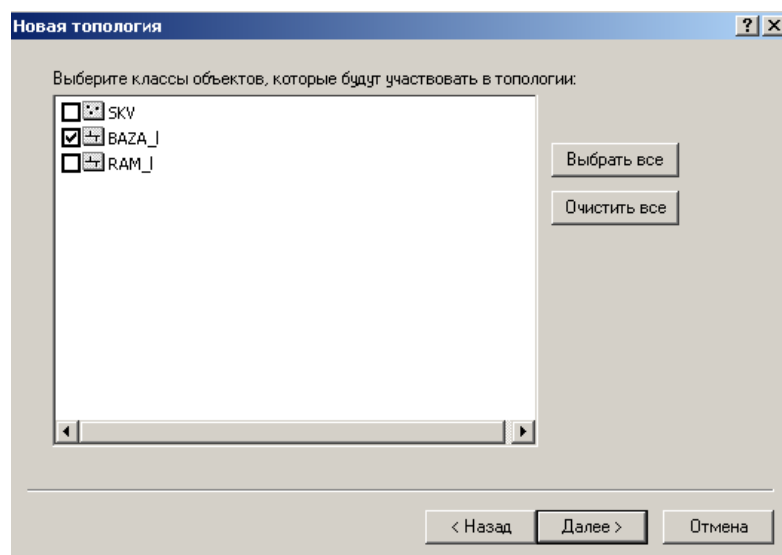 Новая топология
Выберите классы объектов, которые будут участвовать в топологии:
SKV
BAZA_l
RAM_l
Выбрать все
Очистить все
< Назад
Далее >
Отмена